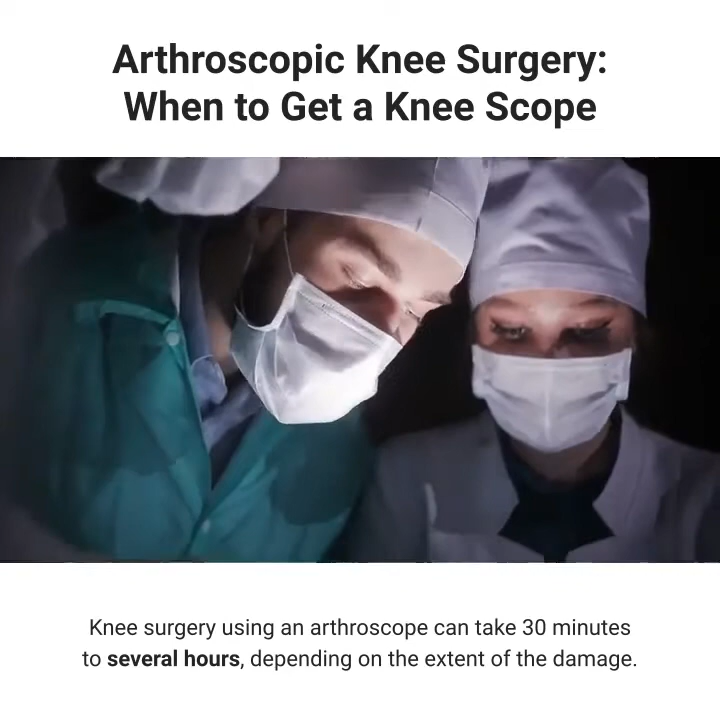 Arthroscopic Knee Surgery:
When to Get a Knee Scope
Knee surgery using an arthroscope can take 30 minutes
to several hours, depending on the extent of the damage.